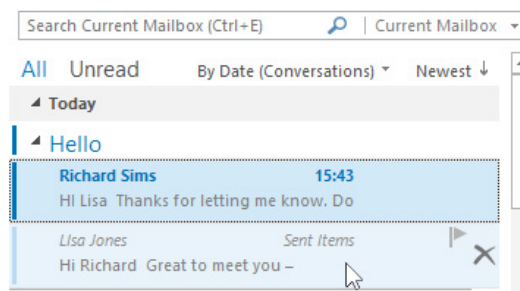 Search Current Mailbox (Ctrl+E) Current Mailbox
All Unread By Date (Conversations) Newest ↓
Today
Hello
Richard Sims 15:43
HI Lisa Thanks for letting me know. Do
Lisa Jones Sent Items
Hi Richard Great to meet you –